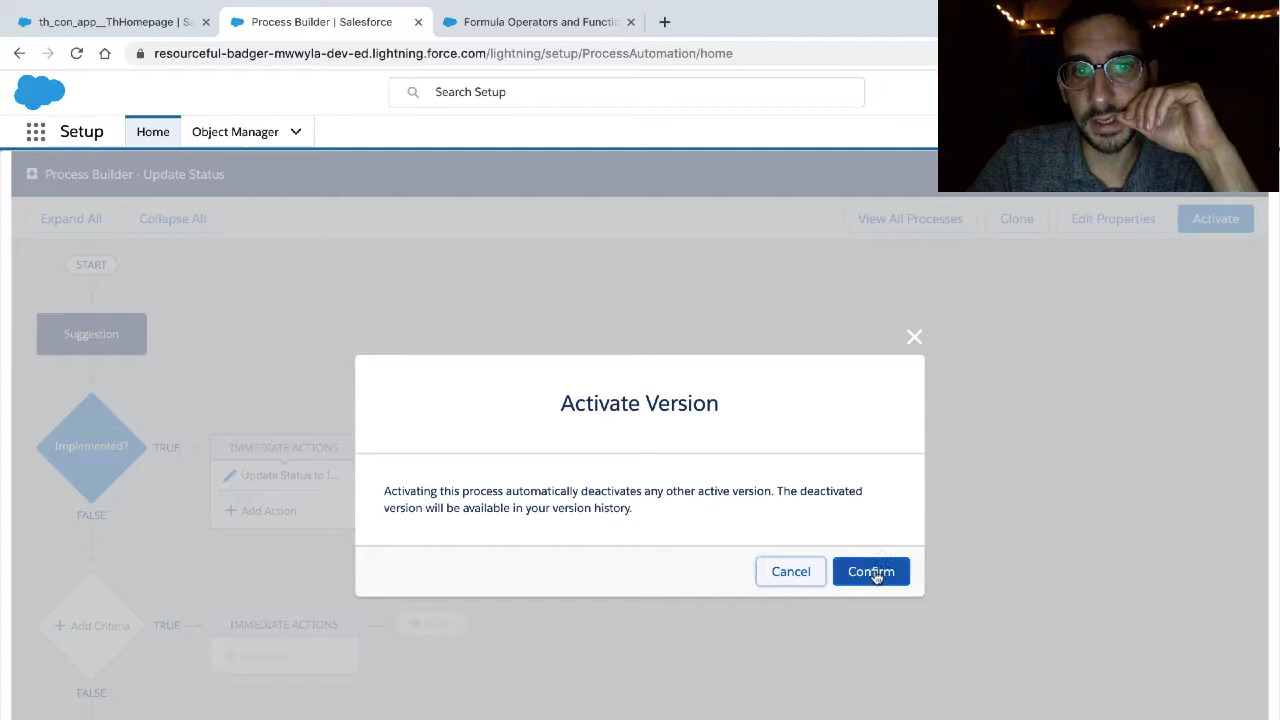 th_con_app__ThHomepage | Sa
Process Builder | Salesforce
Formula Operators and Functio
resourceful-badger-mwwyla-dev-ed.lightning.force.com/lightning/setup/ProcessAutomation/home
Search Setup
Setup
Home
Object Manager
Process Builder - Update Status
Expand All
Collapse All
View All Processes
Clone
Edit Properties
Activate
START
Suggestion
Implemented?
TRUE
IMMEDIATE ACTIONS
Update Status to I...
+ Add Action
FALSE
Activate Version
Activating this process automatically deactivates any other active version. The deactivated
version will be available in your version history.
Cancel
Confirm
+ Add Criteria
TRUE
IMMEDIATE ACTIONS
FALSE